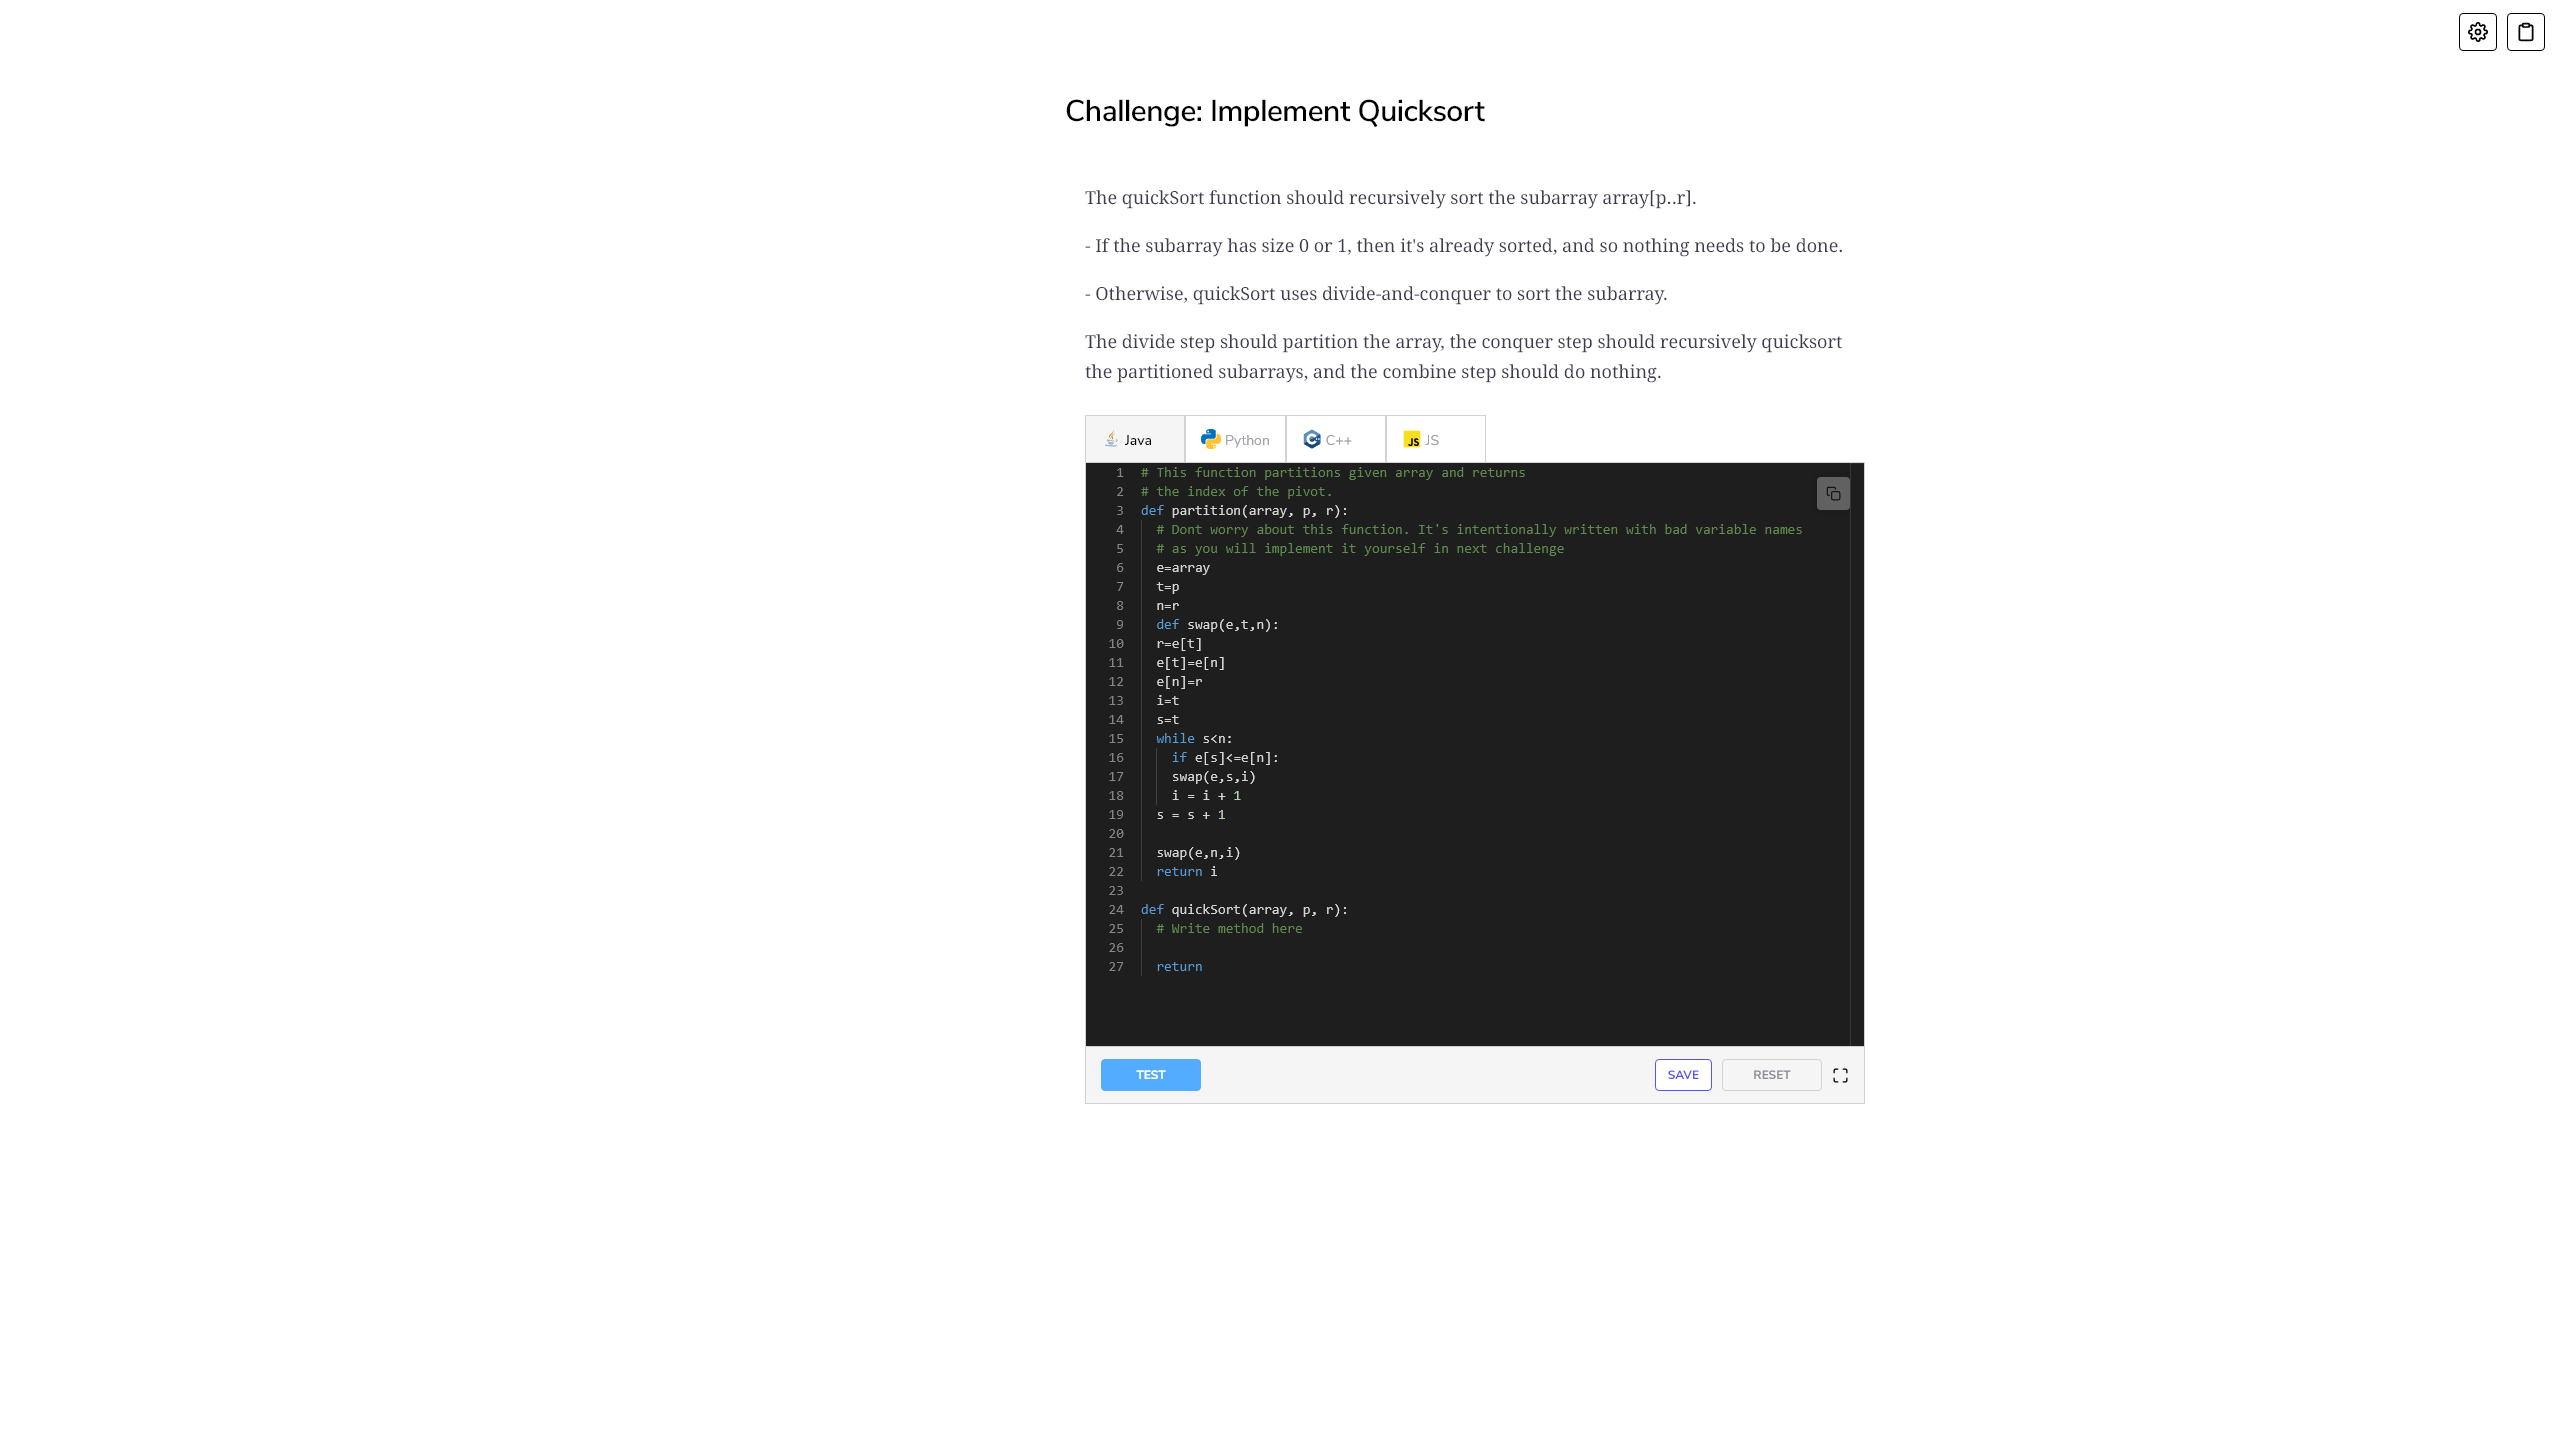 Challenge: Implement Quicksort
The quickSort function should recursively sort the subarray array[p..r].
- If the subarray has size 0 or 1, then it's already sorted, and so nothing needs to be done.
- Otherwise, quickSort uses divide-and-conquer to sort the subarray.
The divide step should partition the array, the conquer step should recursively quicksort
the partitioned subarrays, and the combine step should do nothing.
Java Python C++ JS JS
1 # This function partitions given array and returns
2 # the index of the pivot.
3 def partition(array, p, r):
4 # Dont worry about this function. It's intentionally written with bad variable names
5 # as you will implement it yourself in next challenge
6 e=array
7 t=p
8 n=r
9 def swap(e,t,n):
10 r=e[t]
11 e[t]=e[n]
12 e[n]=r
13 i=t
14 s=t
15 while s<n:
16 if e[s]<=e[n]:
17 swap(e,s,i)
18 i = i + 1
19 s = s + 1
20
21 swap(e,n,i)
22 return i
23
24 def quickSort(array, p, r):
25 # Write method here
26
27 return
TEST SAVE RESET